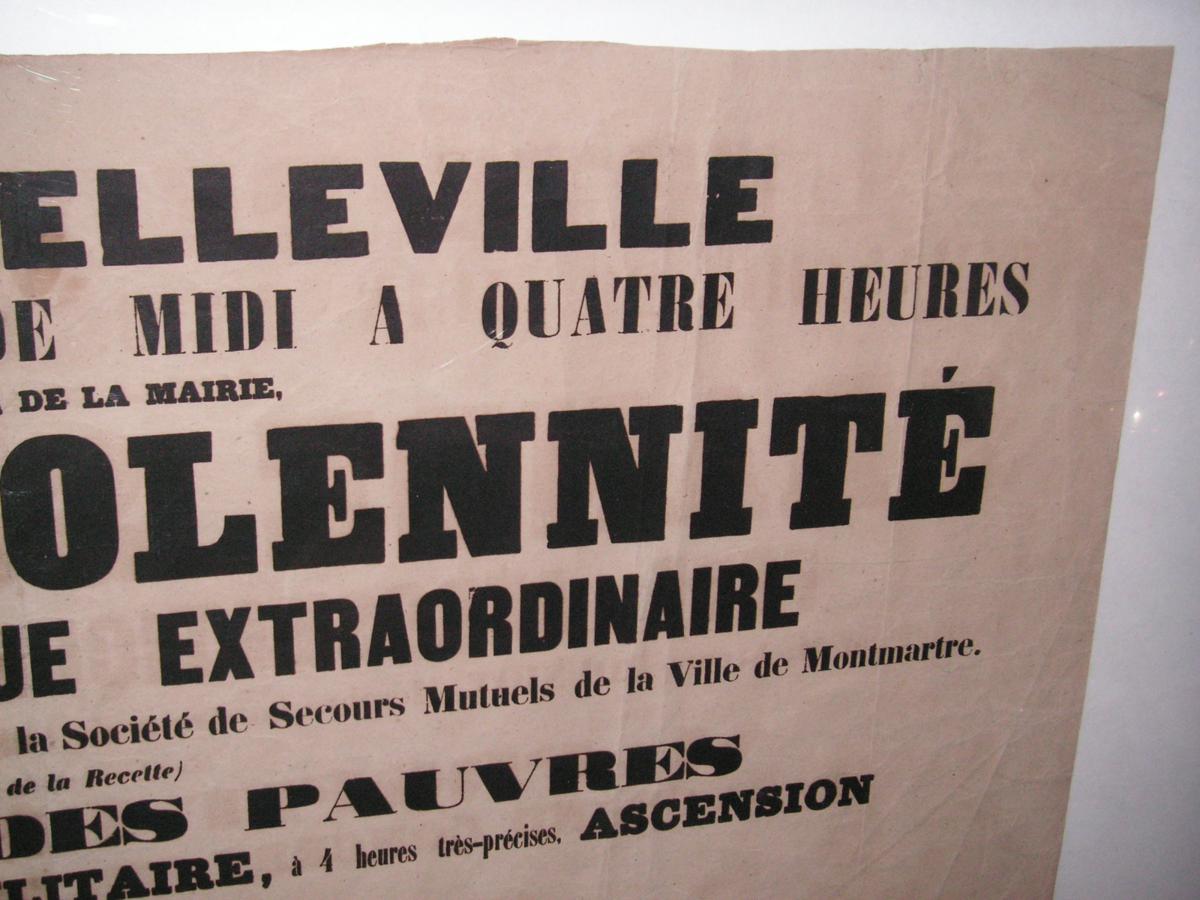 ELLEVILLE
DE MIDI A QUATRE HEURES
DE LA MAIRIE,
OLENNITÉ
UE EXTRAORDINAIRE
la Société de Secours Mutuels de la Ville de Montmartre.
de la Recette)
DES PAUVRES
LITAIRE, à 4 heures très-précises, ASCENSION